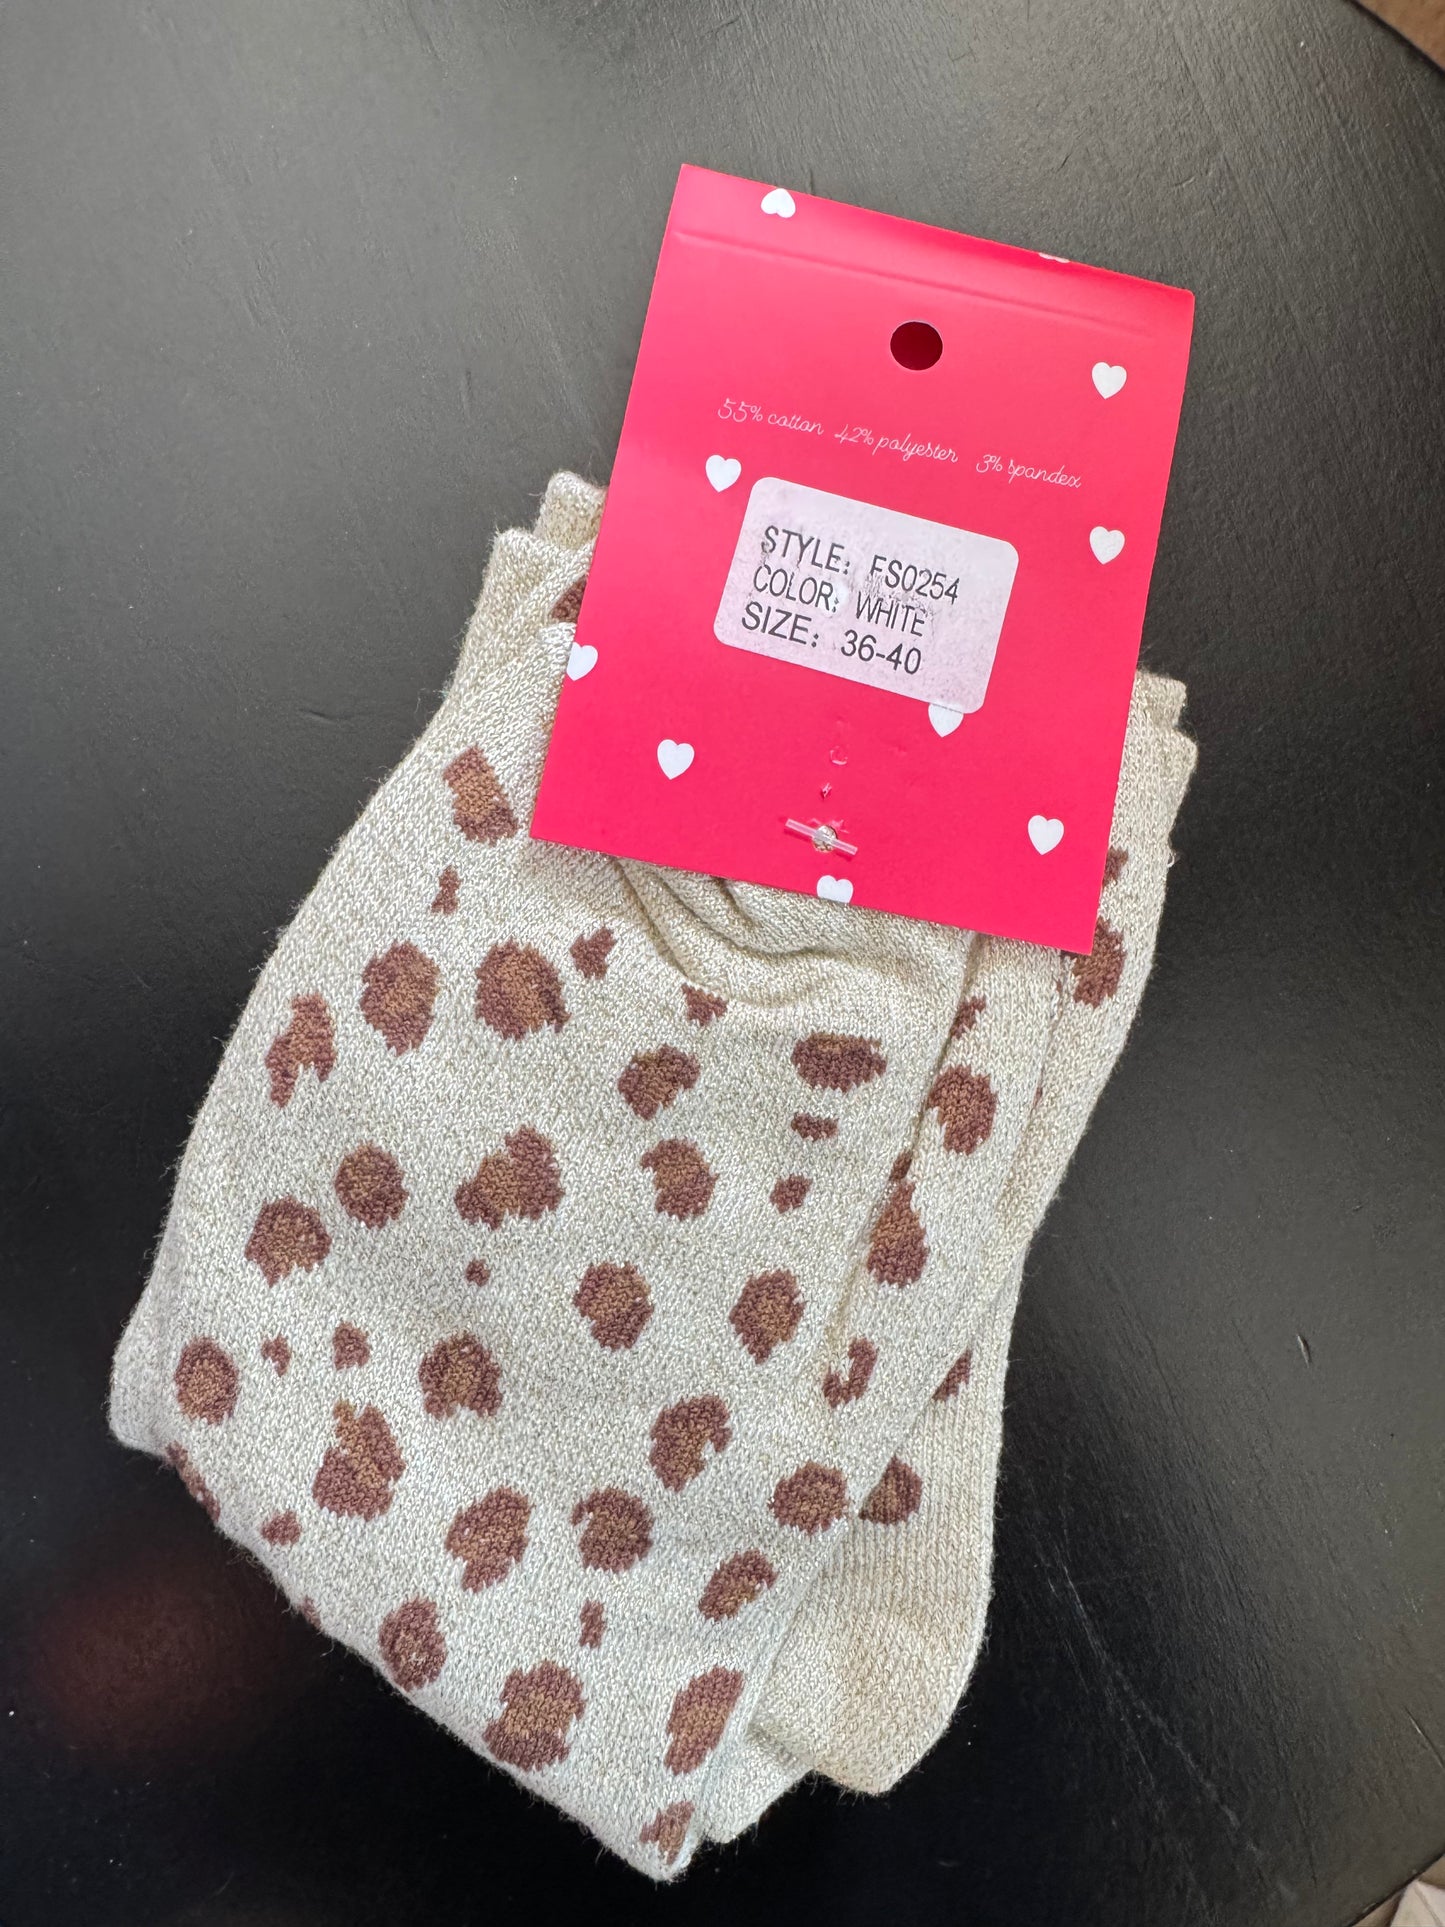 55% cotton 42% polyester 3% spandex
STYLE: FS0254
COLOR: WHITE
SIZE: 36-40